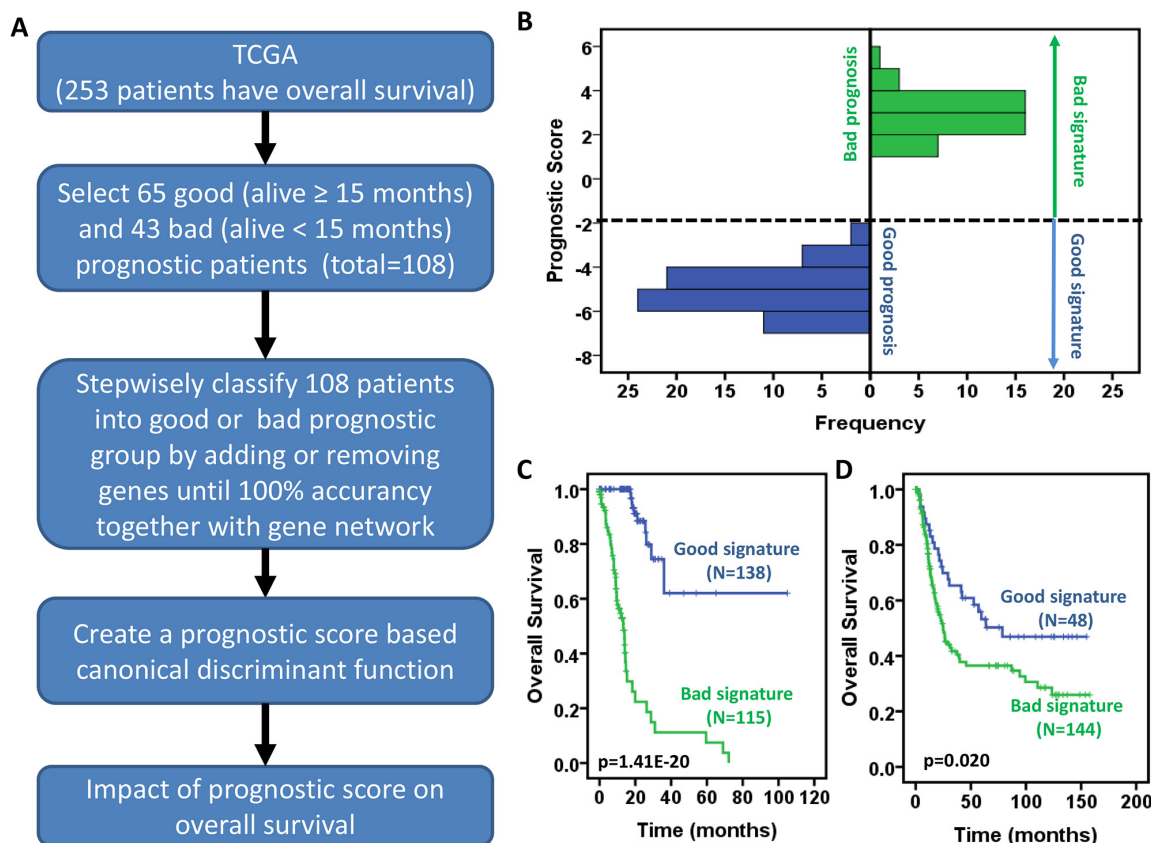 A
TCGA
(253 patients have overall survival)
Select 65 good (alive ≥ 15 months)
and 43 bad (alive < 15 months)
prognostic patients (total=108)
Stepwisely classify 108 patients
into good or bad prognostic
group by adding or removing
genes until 100% accurancy
together with gene network
Create a prognostic score based
canonical discriminant function
Impact of prognostic score on
overall survival
B
Prognostic Score
6
4
2
0
-2
-4
-6
-8
Bad prognosis
Good prognosis
Bad signature
Good signature
25 20 15 10 5 0 5 10 15 20 25
Frequency
C
Overall Survival
1.0
0.8
0.6
0.4
0.2
0.0
Good signature
(N=138)
Bad signature
(N=115)
p=1.41E-20
0 20 40 60 80 100 120
Time (months)
D
Overall Survival
1.0
0.8
0.6
0.4
0.2
0.0
Good signature
(N=48)
Bad signature
(N=144)
p=0.020
0 50 100 150 200
Time (months)